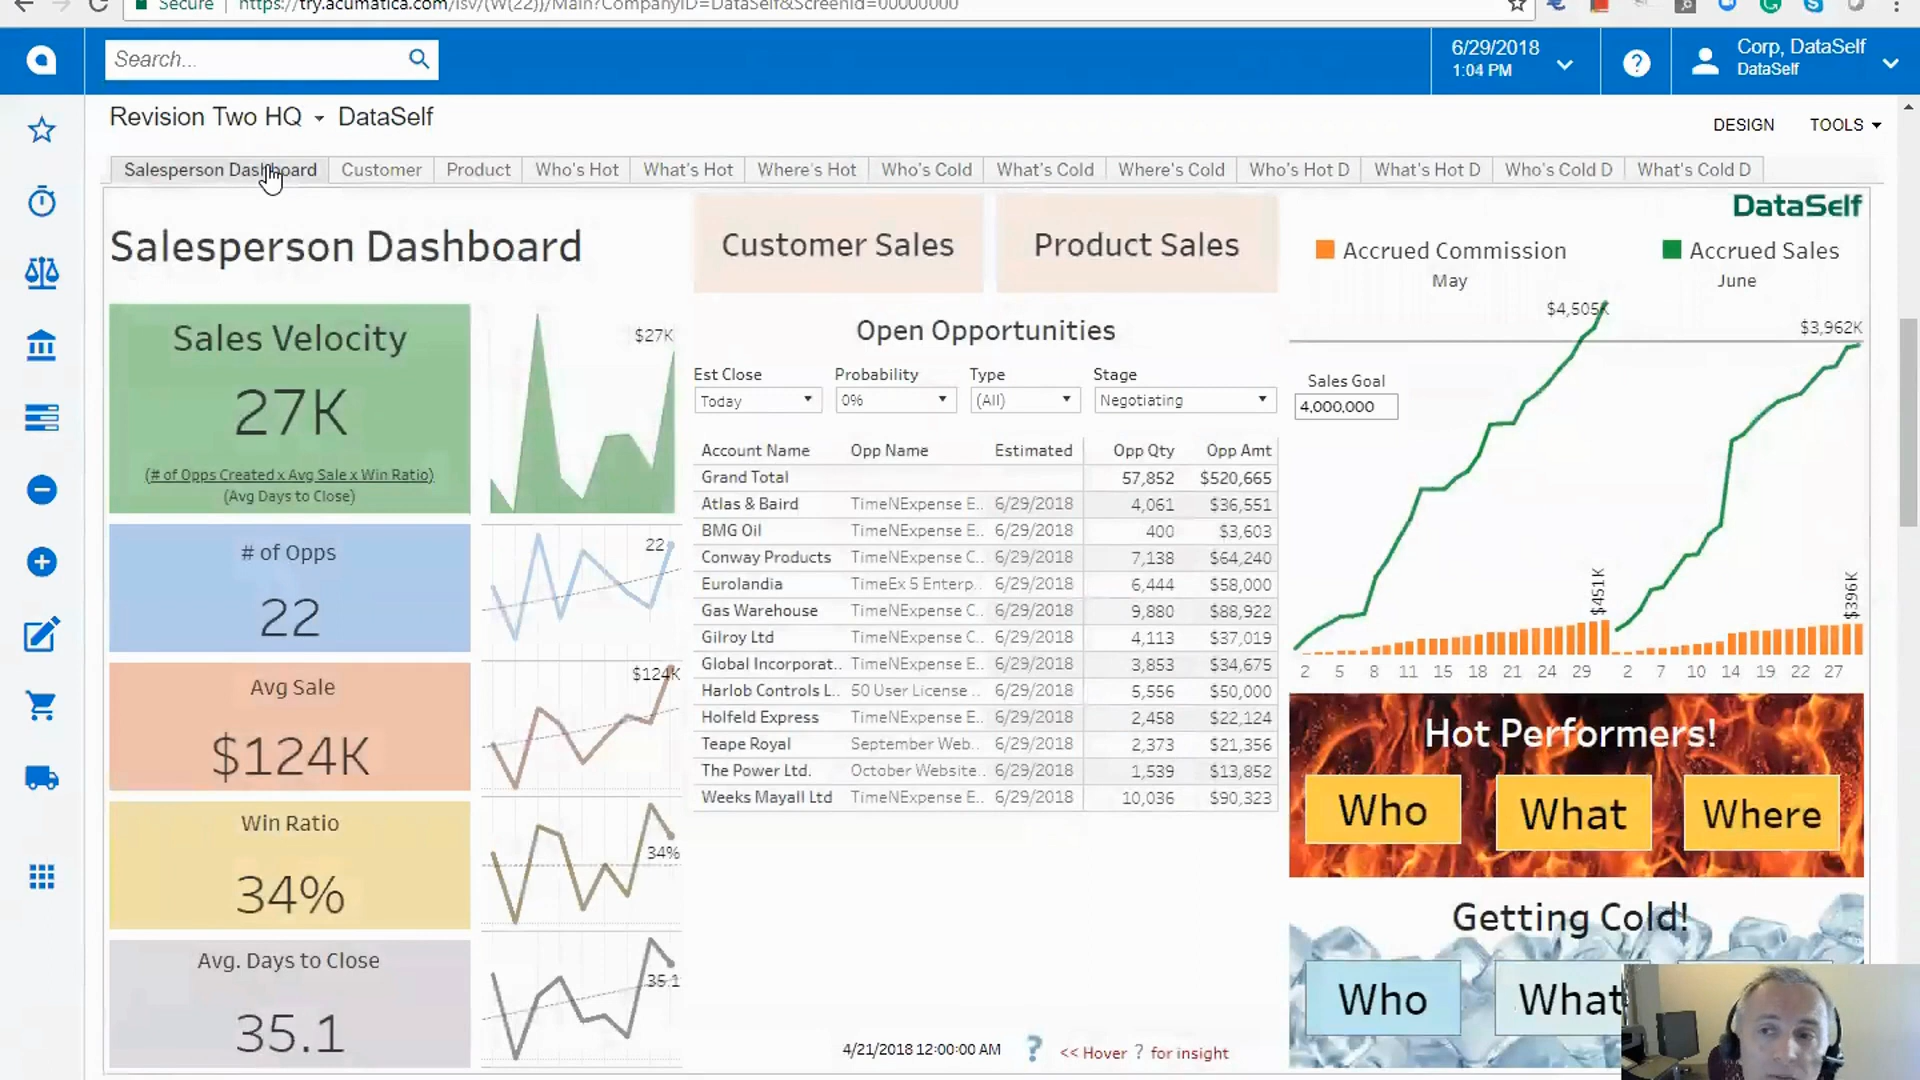 Secure https://try.acumatica.com/isv/(W(22))/Main?CompanyID=DataSelf&ScreenId=00000000
Search...
6/29/2018
1:04 PM
Corp, DataSelf
DataSelf
Revision Two HQ DataSelf
DESIGN TOOLS
Salesperson Dashboard Customer Product Who's Hot What's Hot Where's Hot Who's Cold What's Cold Where's Cold Who's Hot D What's Hot D Who's Cold D What's Cold D
DataSelf
Salesperson Dashboard
Customer Sales Product Sales
Accrued Commission Accrued Sales
May June
Sales Velocity
27K
(# of Opps Created x Avg Sale x Win Ratio)
(Avg Days to Close)
$27K
# of Opps
22
22
Avg Sale
$124K
$124K
Win Ratio
34%
34%
Avg. Days to Close
35.1
35.1
Open Opportunities
Est Close Probability Type Stage
Today 0% (All) Negotiating
Account Name Opp Name Estimated Opp Qty Opp Amt
Grand Total 57,852 $520,665
Atlas & Baird TimeNExpense E.. 6/29/2018 4,061 $36,551
BMG Oil TimeNExpense E.. 6/29/2018 400 $3,603
Conway Products TimeNExpense C.. 6/29/2018 7,138 $64,240
Eurolandia TimeEx 5 Enterp.. 6/29/2018 6,444 $58,000
Gas Warehouse TimeNExpense C.. 6/29/2018 9,880 $88,922
Gilroy Ltd TimeNExpense C.. 6/29/2018 4,113 $37,019
Global Incorporat.. TimeNExpense E.. 6/29/2018 3,853 $34,675
Harlob Controls L.. 50 User License .. 6/29/2018 5,556 $50,000
Holfeld Express TimeNExpense E.. 6/29/2018 2,458 $22,124
Teape Royal September Web.. 6/29/2018 2,373 $21,356
The Power Ltd. October Website.. 6/29/2018 1,539 $13,852
Weeks Mayall Ltd TimeNExpense E.. 6/29/2018 10,036 $90,323
4/21/2018 12:00:00 AM ? << Hover ? for insight
$4,505K
$3,962K
Sales Goal
4,000,000
$451K
$396K
2 5 8 11 15 18 21 24 29 2 7 10 14 19 22 27
Hot Performers!
Who What Where
Getting Cold!
Who What